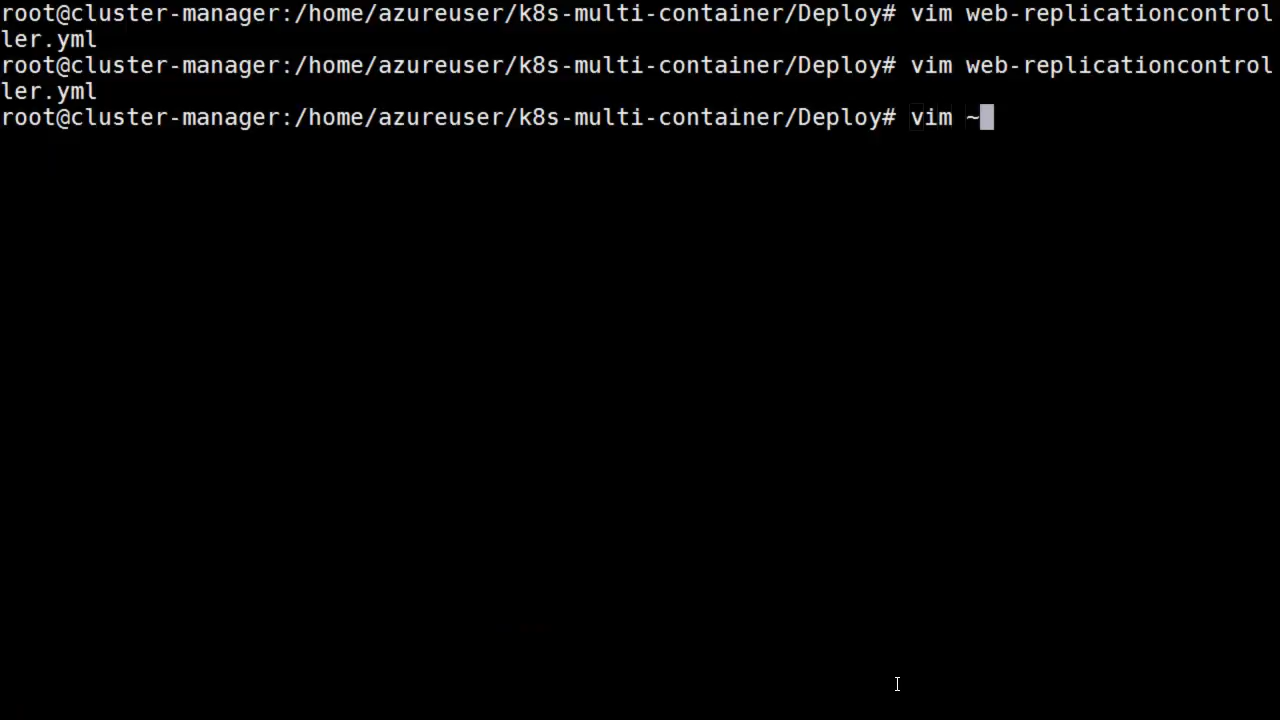 root@cluster-manager:/home/azureuser/k8s-multi-container/Deploy# vim web-replicationcontrol
ler.yml
root@cluster-manager:/home/azureuser/k8s-multi-container/Deploy# vim web-replicationcontrol
ler.yml
root@cluster-manager:/home/azureuser/k8s-multi-container/Deploy# vim ~